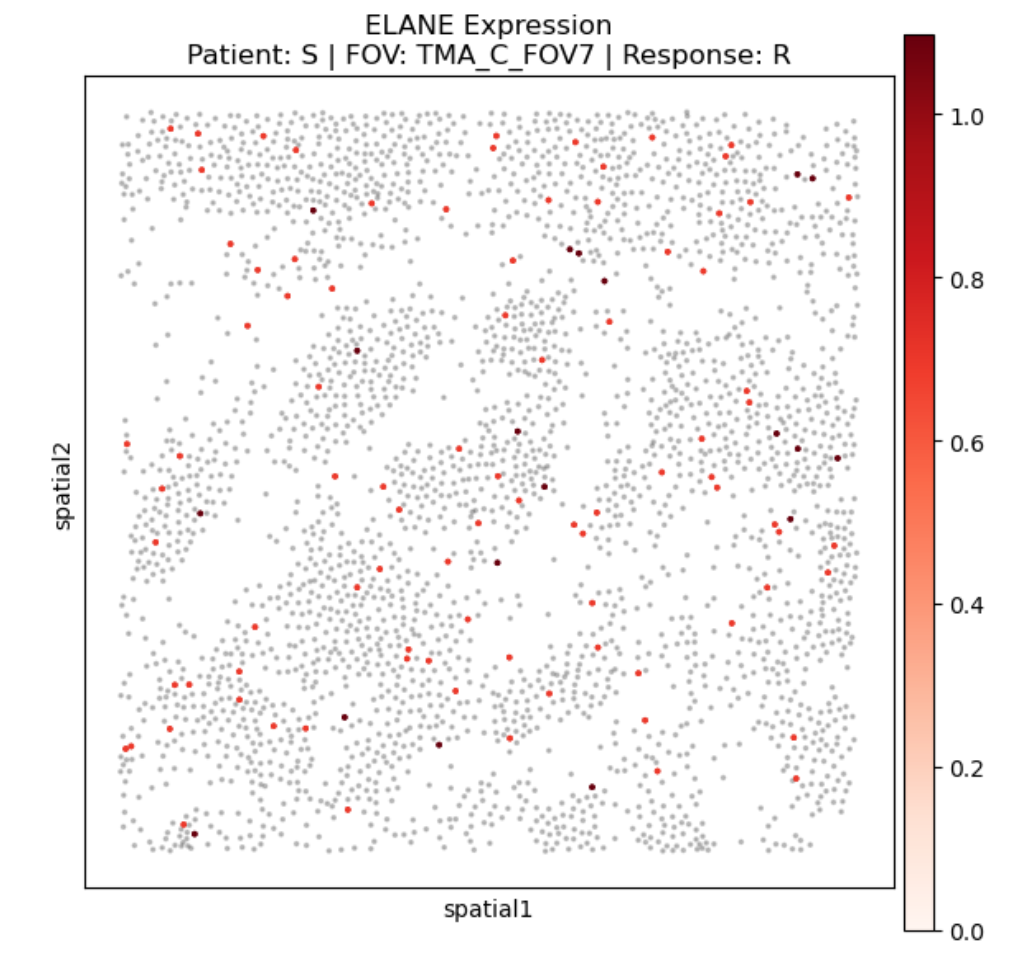 ELANE Expression
Patient: S | FOV: TMA_C_FOV7 | Response: R
1.0
0.8
0.6
0.4
0.2
0.0
spatial2
spatial1